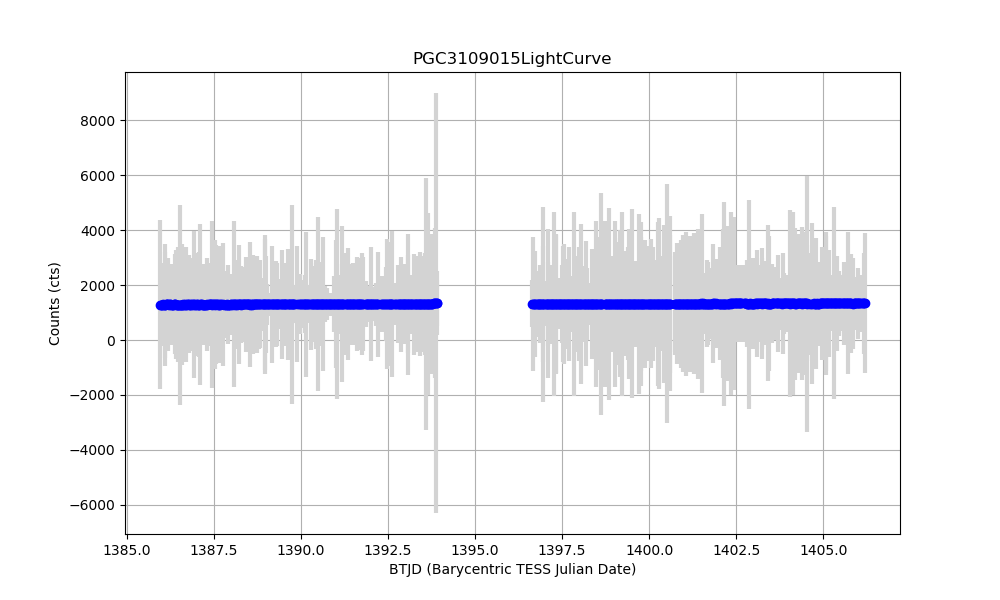 PGC3109015LightCurve
8000
6000
4000
2000
0
−2000
−4000
−6000
Counts (cts)
1385.0 1387.5 1390.0 1392.5 1395.0 1397.5 1400.0 1402.5 1405.0
BTJD (Barycentric TESS Julian Date)